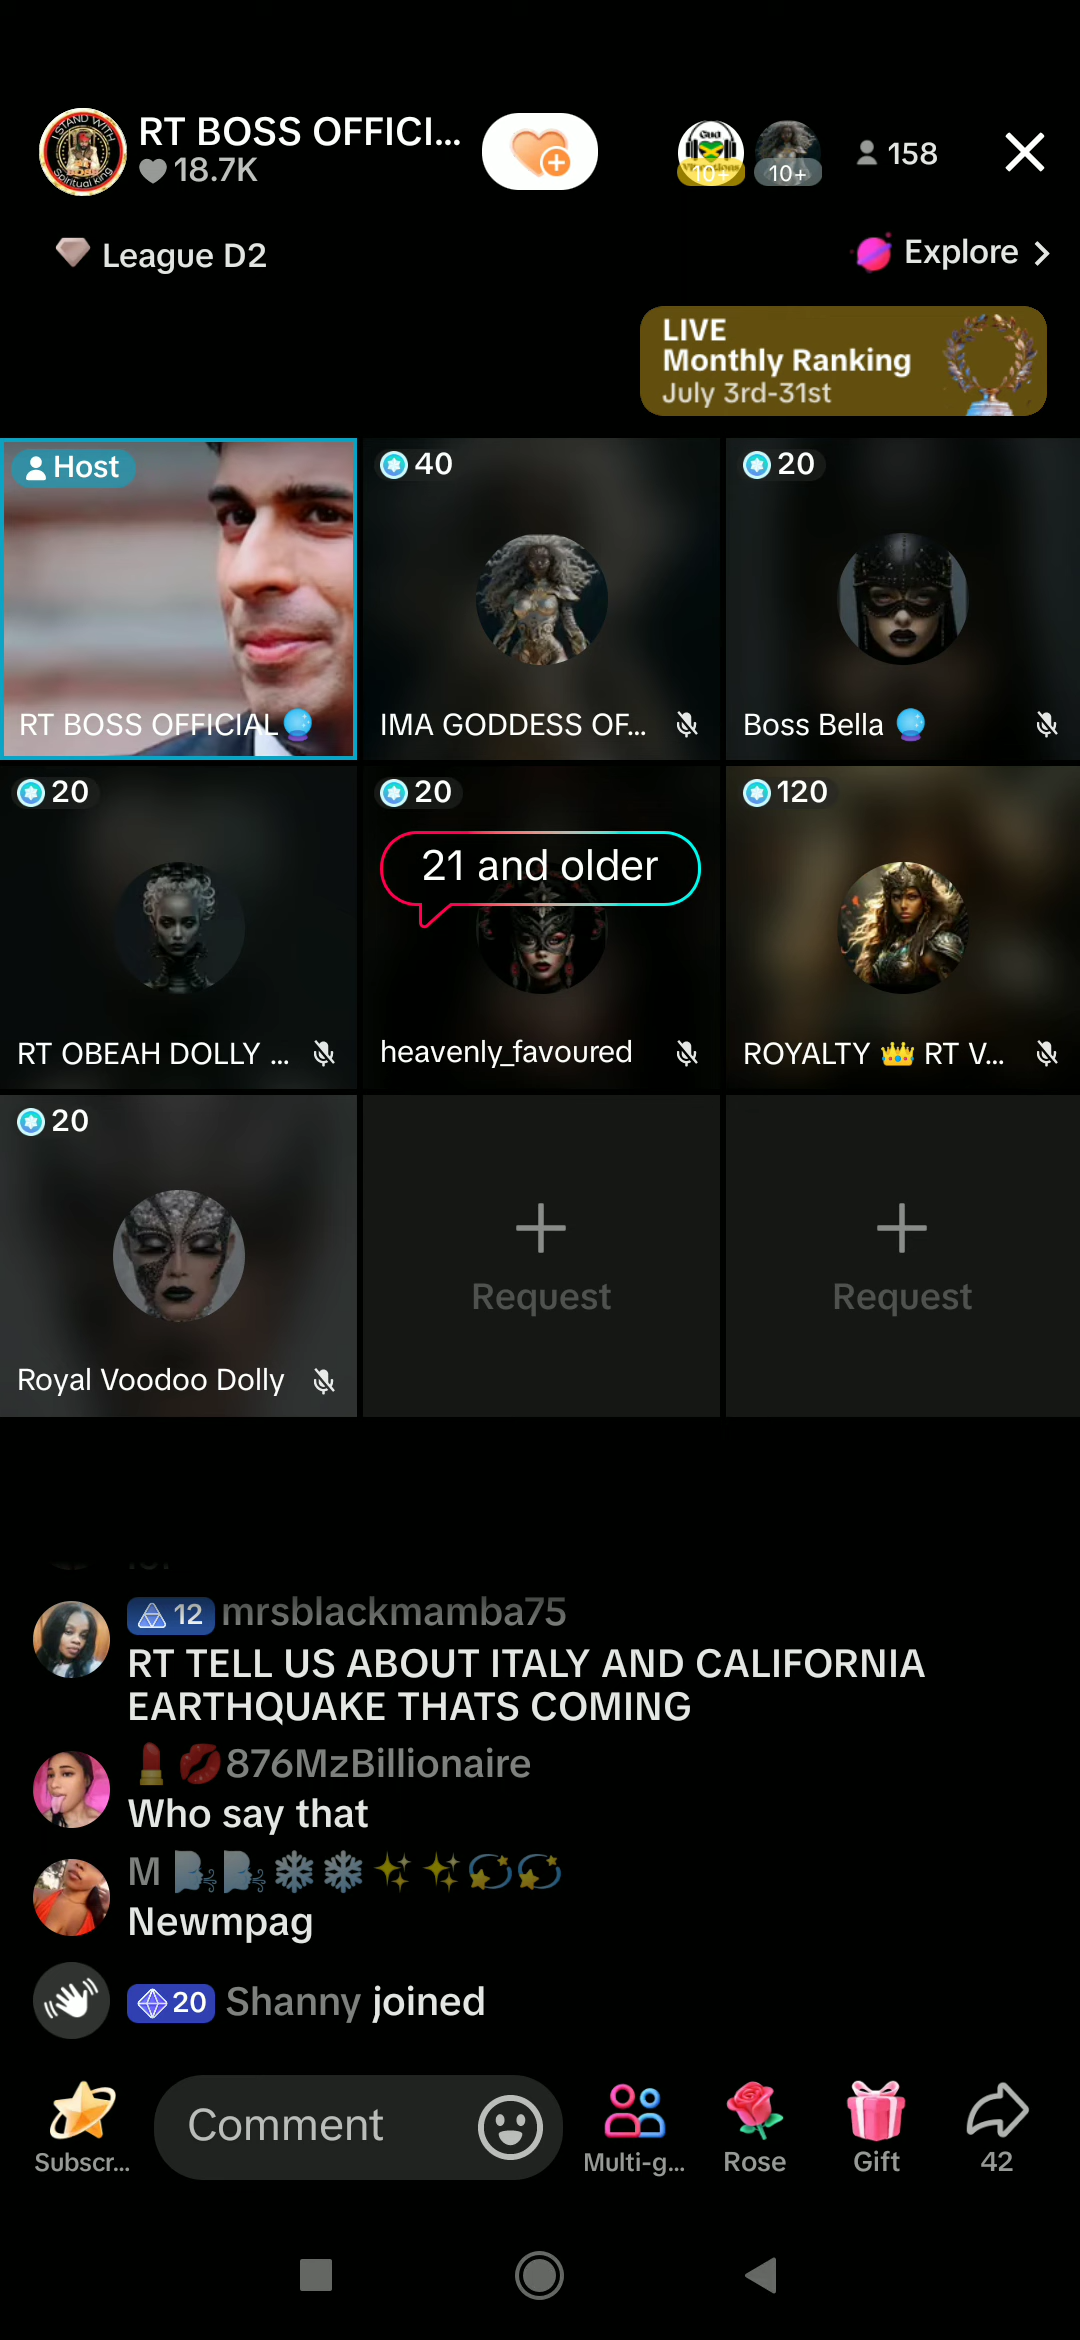 RT BOSS OFFICI...
18.7K
10+
10+
158
League D2
Explore
LIVE
Monthly Ranking
July 3rd-31st
Host
40
20
RT BOSS OFFICIAL🔮
IMA GODDESS OF...
Boss Bella 🔮
20
20
120
21 and older
RT OBEAH DOLLY ...
heavenly_favoured
ROYALTY 👑 RT V...
20
Request
Request
Royal Voodoo Dolly
12 mrsblackmamba75
RT TELL US ABOUT ITALY AND CALIFORNIA
EARTHQUAKE THATS COMING
💄💋876MzBillionaire
Who say that
M 🌬️🌬️❄️❄️✨✨💫💫
Newmpag
20 Shanny joined
Subscr...
Comment
Multi-g...
Rose
Gift
42